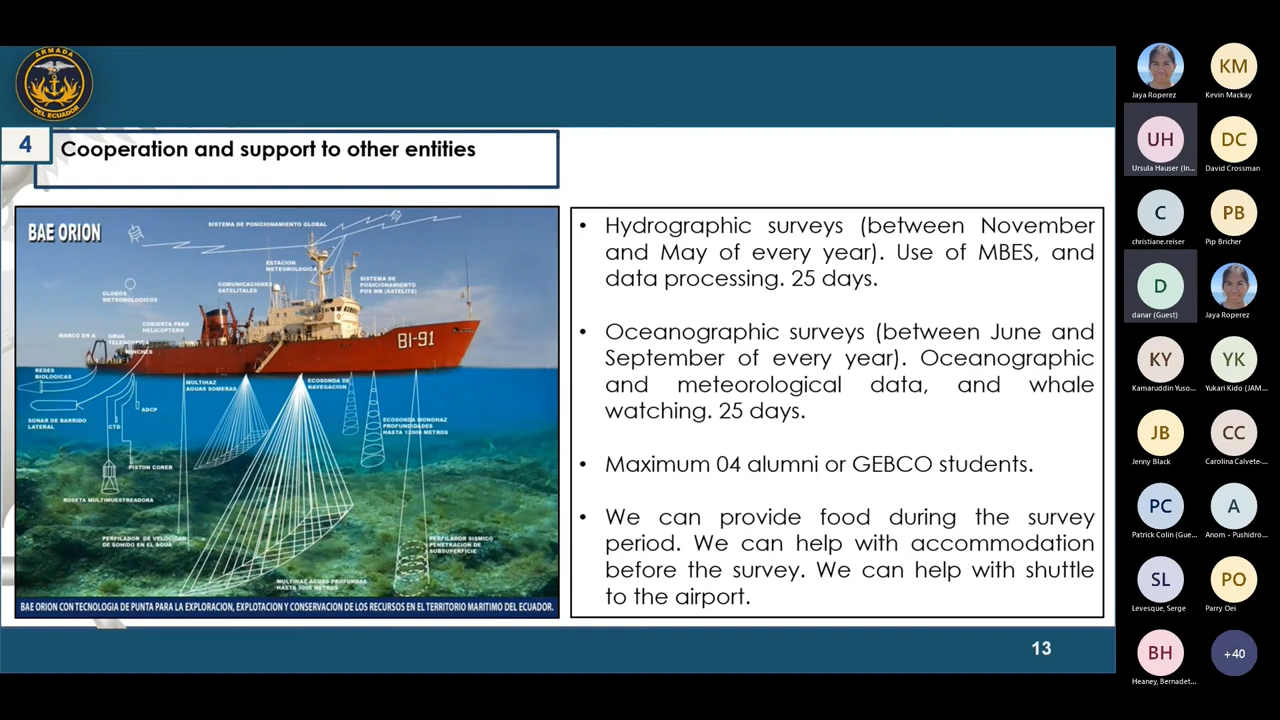 ARMADA
DEL ECUADOR
4
Cooperation and support to other entities
BAE ORION
SISTEMA DE POSICIONAMIENTO GLOBAL
ESTACION
METEOROLOGICA
SISTEMA DE
POSICIONAMIENTO
POS MB (SATELITE)
COMUNICACIONES
SATELITALES
GLOBOS
METEOROLOGICOS
CUBIERTA PARA
HELICOPTERO
MARCO EN A
GRUA
TELESCOPICA
WINCHES
BI-91
REDES
BIOLOGICAS
MULTIHAZ
AGUAS SOMERAS
ECOSONDA DE
NAVEGACION
ADCP
SONAR DE BARRIDO
LATERAL
CTD
ECOSONDA MONOHAZ
PROFUNDIDADES
HASTA 12000 METROS
PISTON CORER
ROSETA MULTIMUESTREADORA
PERFILADOR DE VELOCIDAD
DE SONIDO EN EL AGUA
PERFILADOR SISMICO
PENETRACION DE
SUBSUPERFICIE
MULTIHAZ AGUAS PROFUNDAS
HASTA 5000 METROS
BAE ORION CON TECNOLOGIA DE PUNTA PARA LA EXPLORACION, EXPLOTACION Y CONSERVACION DE LOS RECURSOS EN EL TERRITORIO MARITIMO DEL ECUADOR.
• Hydrographic surveys (between November
and May of every year). Use of MBES, and
data processing. 25 days.
• Oceanographic surveys (between June and
September of every year). Oceanographic
and meteorological data, and whale
watching. 25 days.
• Maximum 04 alumni or GEBCO students.
• We can provide food during the survey
period. We can help with accommodation
before the survey. We can help with shuttle
to the airport.
13
Jaya Roperez
KM
Kevin Mackay
UH
Ursula Hauser (In...
DC
David Crossman
C
christiane.reiser
PB
Pip Bricher
D
danar (Guest)
Jaya Roperez
KY
Kamaruddin Yuso...
YK
Yukari Kido (JAM...
JB
Jenny Black
CC
Carolina Calvete-...
PC
Patrick Colin (Gue...
A
Anom - Pushidro...
SL
Levesque, Serge
PO
Parry Oei
BH
Heaney, Bernadet...
+40